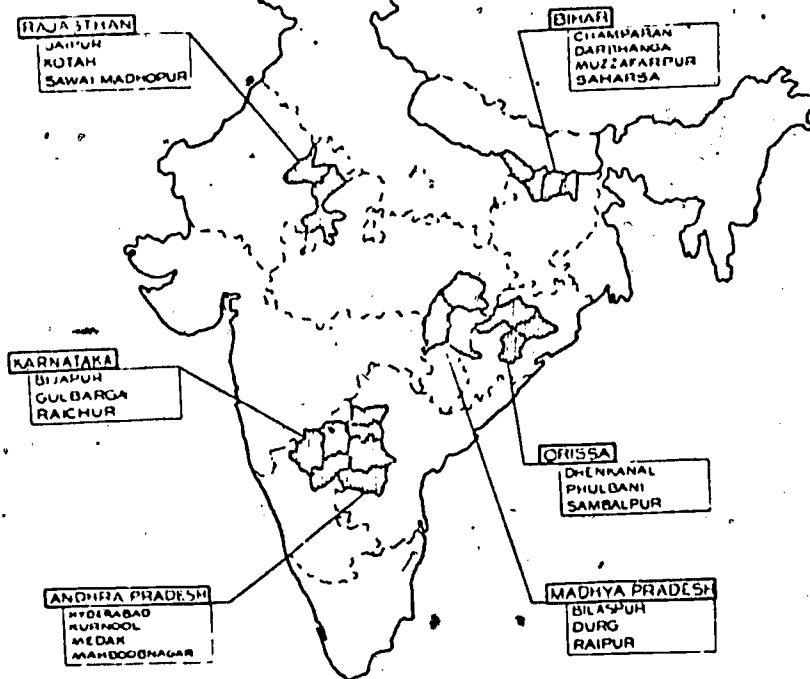 RAJASTHAN
JAIPUR
KOTAH
SAWAI MADHOPUR
BIHAR
CHAMPARAN
DARBHANGA
MUZZAFARPUR
SAHARSA
KARNATAKA
BIJAPUR
GULBARGA
RAICHUR
ORISSA
DHENKANAL
PHULBANI
SAMBALPUR
ANDHRA PRADESH
HYDERABAD
KURNOOL
MEDAK
MAHBOOBNAGAR
MADHYA PRADESH
BILASPUR
DURG
RAIPUR